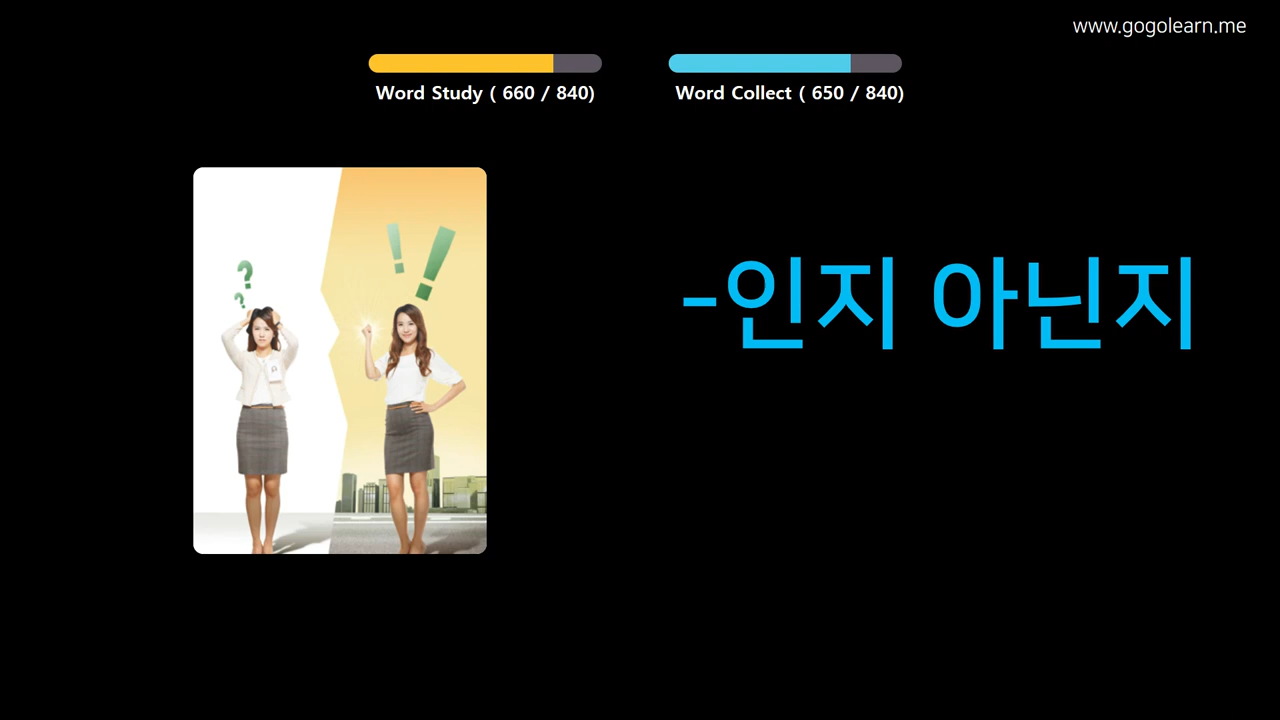 www.gogolearn.me
Word Study ( 660 / 840)
Word Collect ( 650 / 840)
? ?
! !
-인지 아닌지